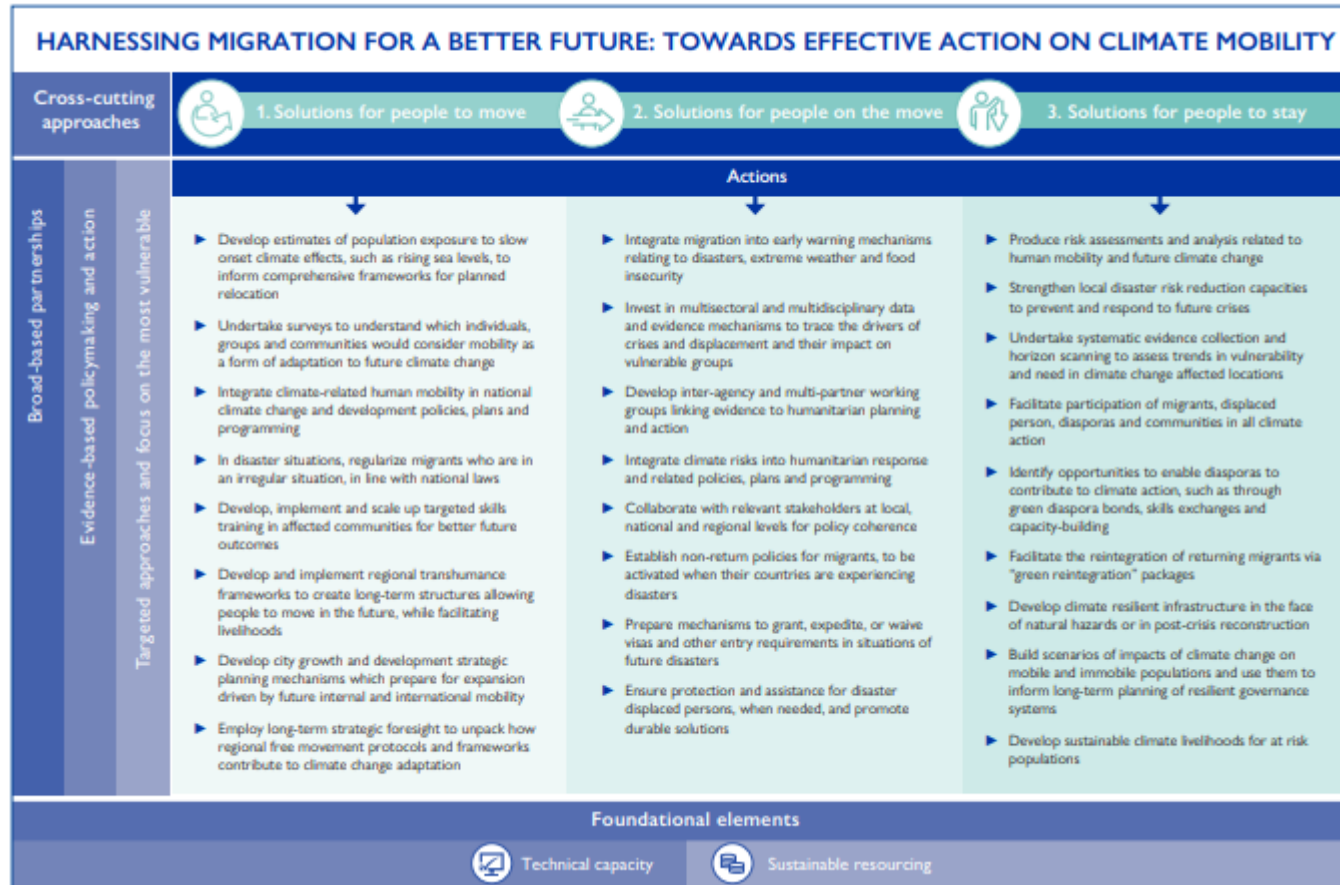 HARNESSING MIGRATION FOR A BETTER FUTURE: TOWARDS EFFECTIVE ACTION ON CLIMATE MOBILITY
Cross-cutting
approaches
1. Solutions for people to move
2. Solutions for people on the move
3. Solutions for people to stay
Broad-based partnerships
Evidence-based policymaking and action
Targeted approaches and focus on the most vulnerable
Actions
Develop estimates of population exposure to slow
onset climate effects, such as rising sea levels, to
inform comprehensive frameworks for planned
relocation
Undertake surveys to understand which individuals,
groups and communities would consider mobility as
a form of adaptation to future climate change
Integrate climate-related human mobility in national
climate change and development policies, plans and
programming
In disaster situations, regularize migrants who are in
an irregular situation, in line with national laws
Develop, implement and scale up targeted skills
training in affected communities for better future
outcomes
Develop and implement regional transhumance
frameworks to create long-term structures allowing
people to move in the future, while facilitating
livelihoods
Develop city growth and development strategic
planning mechanisms which prepare for expansion
driven by future internal and international mobility
Employ long-term strategic foresight to unpack how
regional free movement protocols and frameworks
contribute to climate change adaptation
Integrate migration into early warning mechanisms
relating to disasters, extreme weather and food
insecurity
Invest in multisectoral and multidisciplinary data
and evidence mechanisms to trace the drivers of
crises and displacement and their impact on
vulnerable groups
Develop inter-agency and multi-partner working
groups linking evidence to humanitarian planning
and action
Integrate climate risks into humanitarian response
and related policies, plans and programming
Collaborate with relevant stakeholders at local,
national and regional levels for policy coherence
Establish non-return policies for migrants, to be
activated when their countries are experiencing
disasters
Prepare mechanisms to grant, expedite, or waive
visas and other entry requirements in situations of
future disasters
Ensure protection and assistance for disaster
displaced persons, when needed, and promote
durable solutions
Produce risk assessments and analysis related to
human mobility and future climate change
Strengthen local disaster risk reduction capacities
to prevent and respond to future crises
Undertake systematic evidence collection and
horizon scanning to assess trends in vulnerability
and need in climate change affected locations
Facilitate participation of migrants, displaced
person, diasporas and communities in all climate
action
Identify opportunities to enable diasporas to
contribute to climate action, such as through
green diaspora bonds, skills exchanges and
capacity-building
Facilitate the reintegration of returning migrants via
"green reintegration" packages
Develop climate resilient infrastructure in the face
of natural hazards or in post-crisis reconstruction
Build scenarios of impacts of climate change on
mobile and immobile populations and use them to
inform long-term planning of resilient governance
systems
Develop sustainable climate livelihoods for at risk
populations
Foundational elements
Technical capacity
Sustainable resourcing